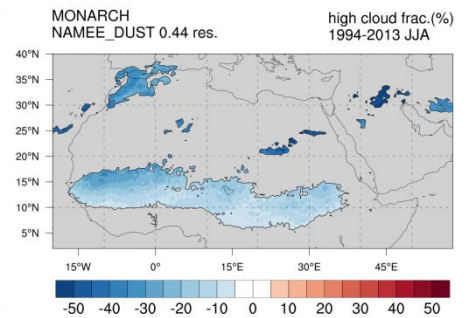 MONARCH
NAMEE_DUST 0.44 res.
high cloud frac.(%)
1994-2013 JJA
40°N
35°N
30°N
25°N
20°N
15°N
10°N
5°N
15°W 0° 15°E 30°E 45°E
-50 -40 -30 -20 -10 0 10 20 30 40 50